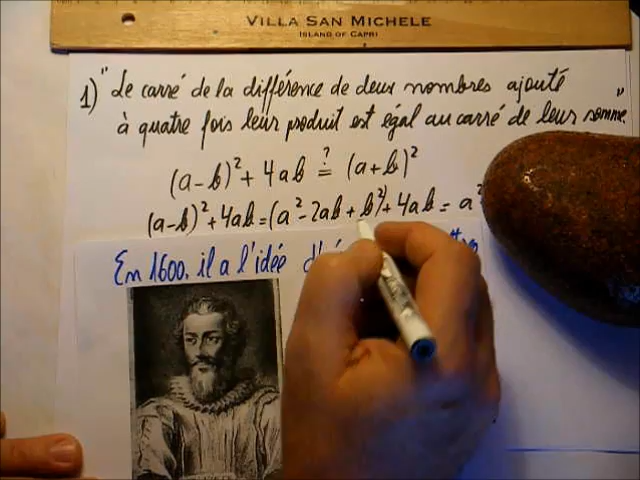 VILLA SAN MICHELE
ISLAND OF CAPRI
1) "Le carré de la différence de deux nombres ajouté
à quatre fois leur produit est égal au carré de leur somme."
(a-b)² + 4ab ≟ (a+b)²
(a-b)² + 4ab = (a² - 2ab + b²) + 4ab = a²
En 1600, il a l'idée